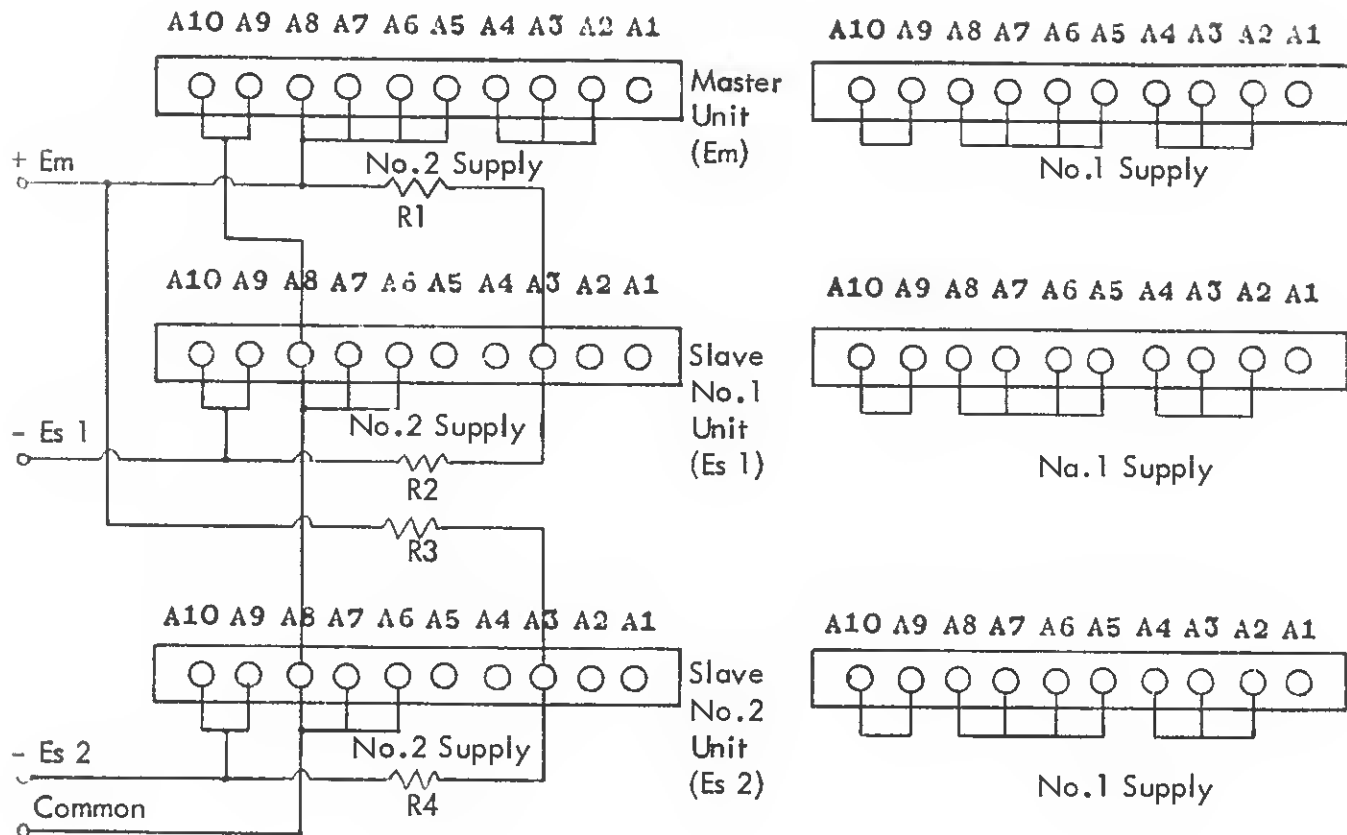 A10 A9 A8 A7 A6 A5 A4 A3 A2 A1
Master
Unit
(Em)
No.2 Supply
+ Em
R1
A10 A9 A8 A7 A6 A5 A4 A3 A2 A1
No.1 Supply
A10 A9 A8 A7 A6 A5 A4 A3 A2 A1
Slave
No.1
Unit
(Es 1)
No.2 Supply
- Es 1
R2
R3
A10 A9 A8 A7 A6 A5 A4 A3 A2 A1
Na.1 Supply
A10 A9 A8 A7 A6 A5 A4 A3 A2 A1
Slave
No.2
Unit
(Es 2)
No.2 Supply
- Es 2
R4
Common
A10 A9 A8 A7 A6 A5 A4 A3 A2 A1
No.1 Supply